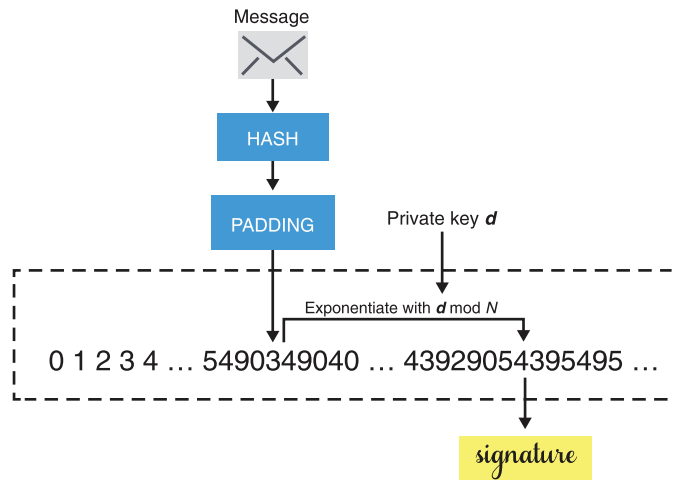 Message
HASH
PADDING
Private key d
Exponentiate with d mod N
0 1 2 3 4 ... 5490349040 ... 43929054395495 ...
signature